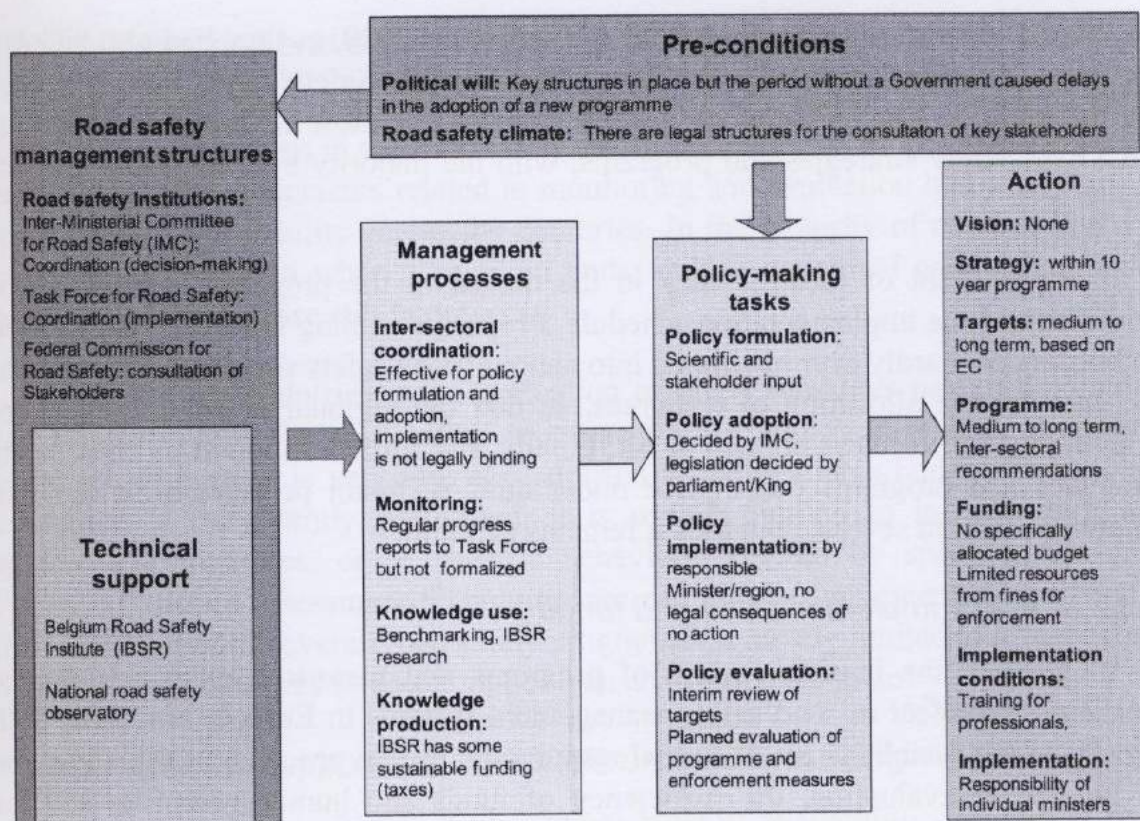 Pre-conditions
Political will: Key structures in place but the period without a Government caused delays
in the adoption of a new programme
Road safety climate: There are legal structures for the consultaton of key stakeholders
Road safety
management structures
Road safety Institutions:
Inter-Ministerial Committee
for Road Safety (IMC):
Coordination (decision-making)
Task Force for Road Safety:
Coordination (implementation)
Federal Commission for
Road Safety: consultation of
Stakeholders
Technical
support
Belgium Road Safety
Institute (IBSR)
National road safety
observatory
Management
processes
Inter-sectoral
coordination:
Effective for policy
formulation and
adoption,
implementation
is not legally binding
Monitoring:
Regular progress
reports to Task Force
but not formalized
Knowledge use:
Benchmarking, IBSR
research
Knowledge
production:
IBSR has some
sustainable funding
(taxes)
Policy-making
tasks
Policy formulation:
Scientific and
stakeholder input
Policy adoption:
Decided by IMC,
legislation decided by
parliament/King
Policy
implementation: by
responsible
Minister/region, no
legal consequences of
no action
Policy evaluation:
Interim review of
targets
Planned evaluation of
programme and
enforcement measures
Action
Vision: None
Strategy: within 10
year programme
Targets: medium to
long term, based on
EC
Programme:
Medium to long term,
inter-sectoral
recommendations
Funding:
No specifically
allocated budget
Limited resources
from fines for
enforcement
Implementation
conditions:
Training for
professionals,
Implementation:
Responsibility of
individual ministers